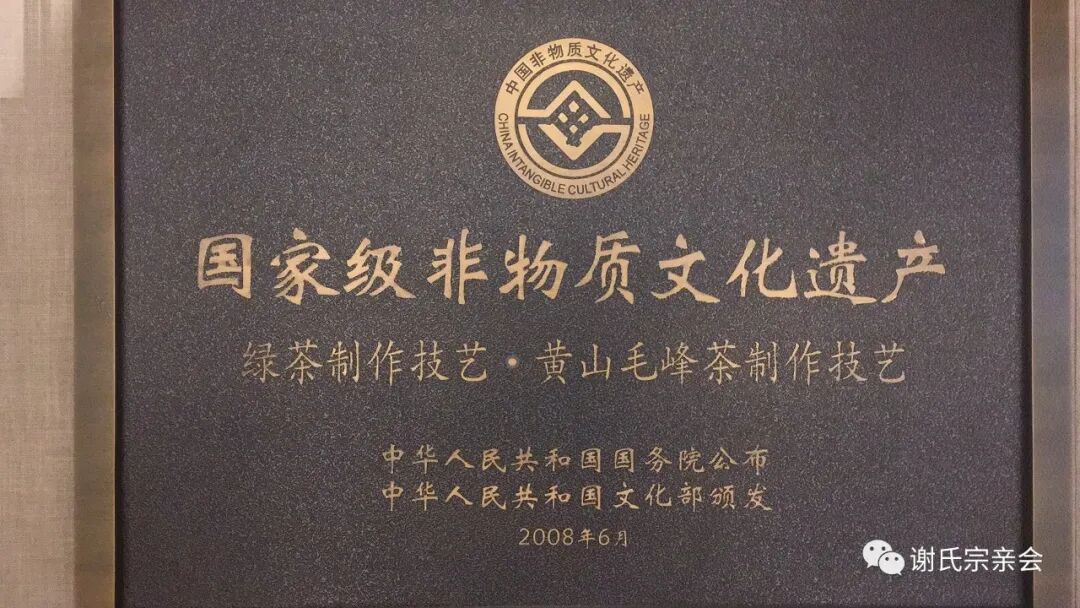 中国非物质文化遗产
CHINA INTANGIBLE CULTURAL HERITAGE
国家级非物质文化遗产
绿茶制作技艺·黄山毛峰茶制作技艺
中华人民共和国国务院公布
中华人民共和国文化部颁发
2008年6月
谢氏宗亲会